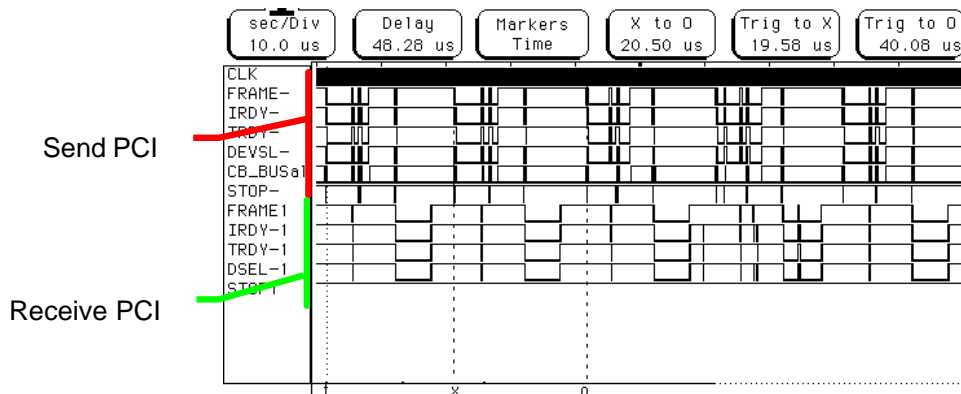 sec/Div
10.0 us
Delay
48.28 us
Markers
Time
X to O
20.50 us
Trig to X
19.58 us
Trig to O
40.08 us
CLK
FRAME-
IRDY-
TRDY-
DEVSL-
CB_BUSal
STOP-
FRAME1
IRDY-1
TRDY-1
DSEL-1
STOP1
Send PCI
Receive PCI
t
X
O